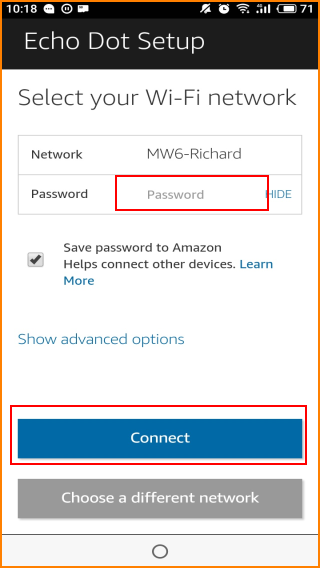 10:18 71
Echo Dot Setup
Select your Wi-Fi network
Network MW6-Richard
Password Password HIDE
Save password to Amazon
Helps connect other devices. Learn
More
Show advanced options
Connect
Choose a different network